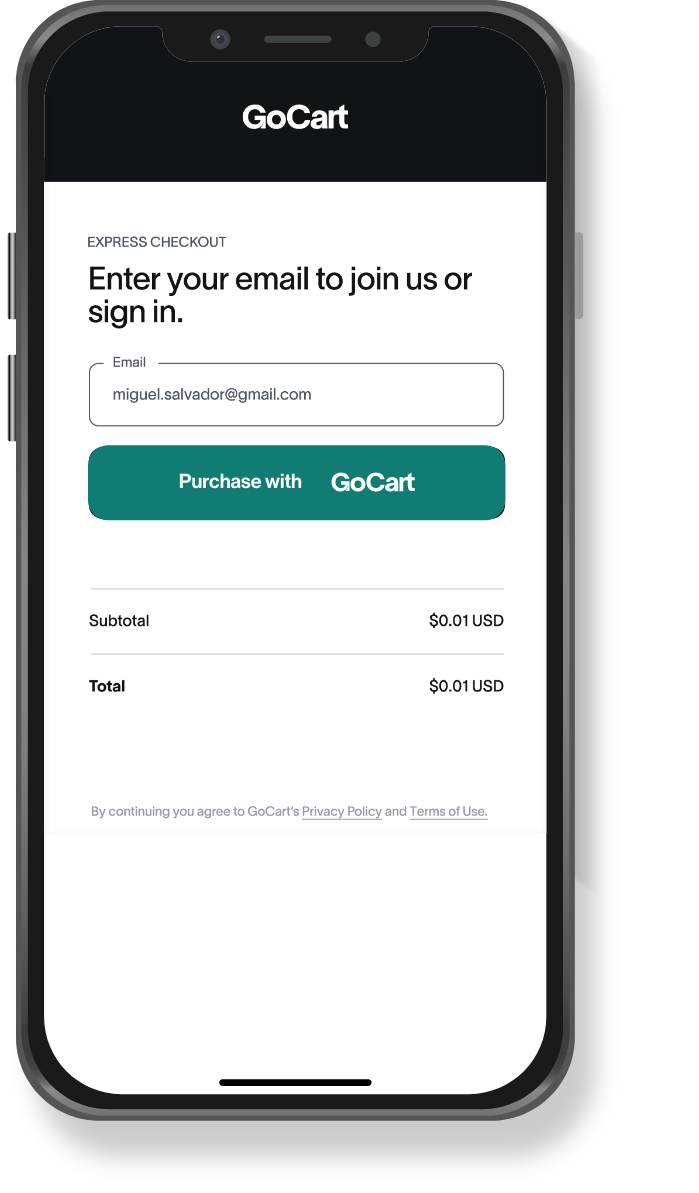 GoCart
EXPRESS CHECKOUT
Enter your email to join us or
sign in.
Email
miguel.salvador@gmail.com
Purchase with GoCart
Subtotal $0.01 USD
Total $0.01 USD
By continuing you agree to GoCart's Privacy Policy and Terms of Use.